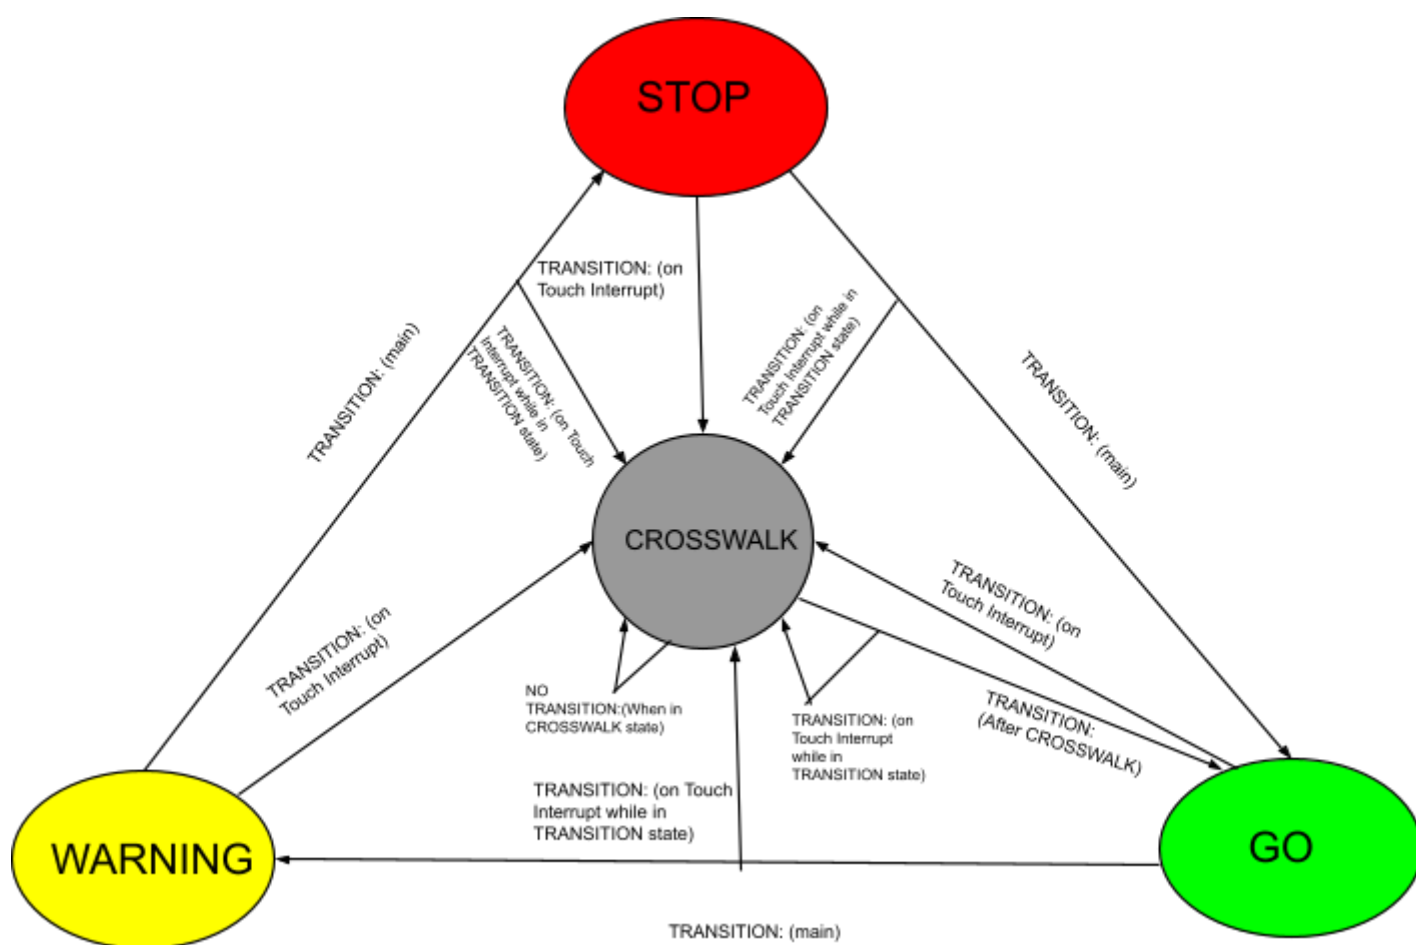 STOP
TRANSITION: (on
Touch Interrupt)
TRANSITION: (main)
TRANSITION: (on Touch
Interrupt while in
TRANSITION state)
TRANSITION: (on
Touch Interrupt while in
TRANSITION state)
TRANSITION: (main)
CROSSWALK
TRANSITION: (on
Touch Interrupt)
TRANSITION: (on
Touch Interrupt)
NO
TRANSITION:(When in
CROSSWALK state)
TRANSITION: (on
Touch Interrupt
while in
TRANSITION state)
TRANSITION:
(After CROSSWALK)
TRANSITION: (on Touch
Interrupt while in
TRANSITION state)
WARNING
GO
TRANSITION: (main)